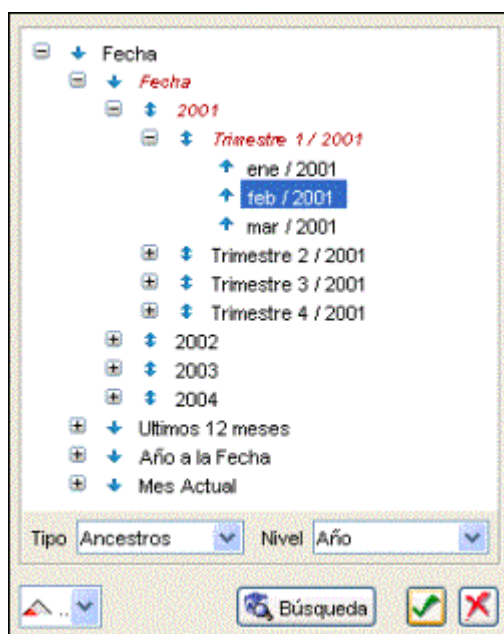 Fecha
Fecha
2001
Trimestre 1 / 2001
ene / 2001
feb / 2001
mar / 2001
Trimestre 2 / 2001
Trimestre 3 / 2001
Trimestre 4 / 2001
2002
2003
2004
Ultimos 12 meses
Año a la Fecha
Mes Actual
Tipo Ancestros Nivel Año
.. Búsqueda